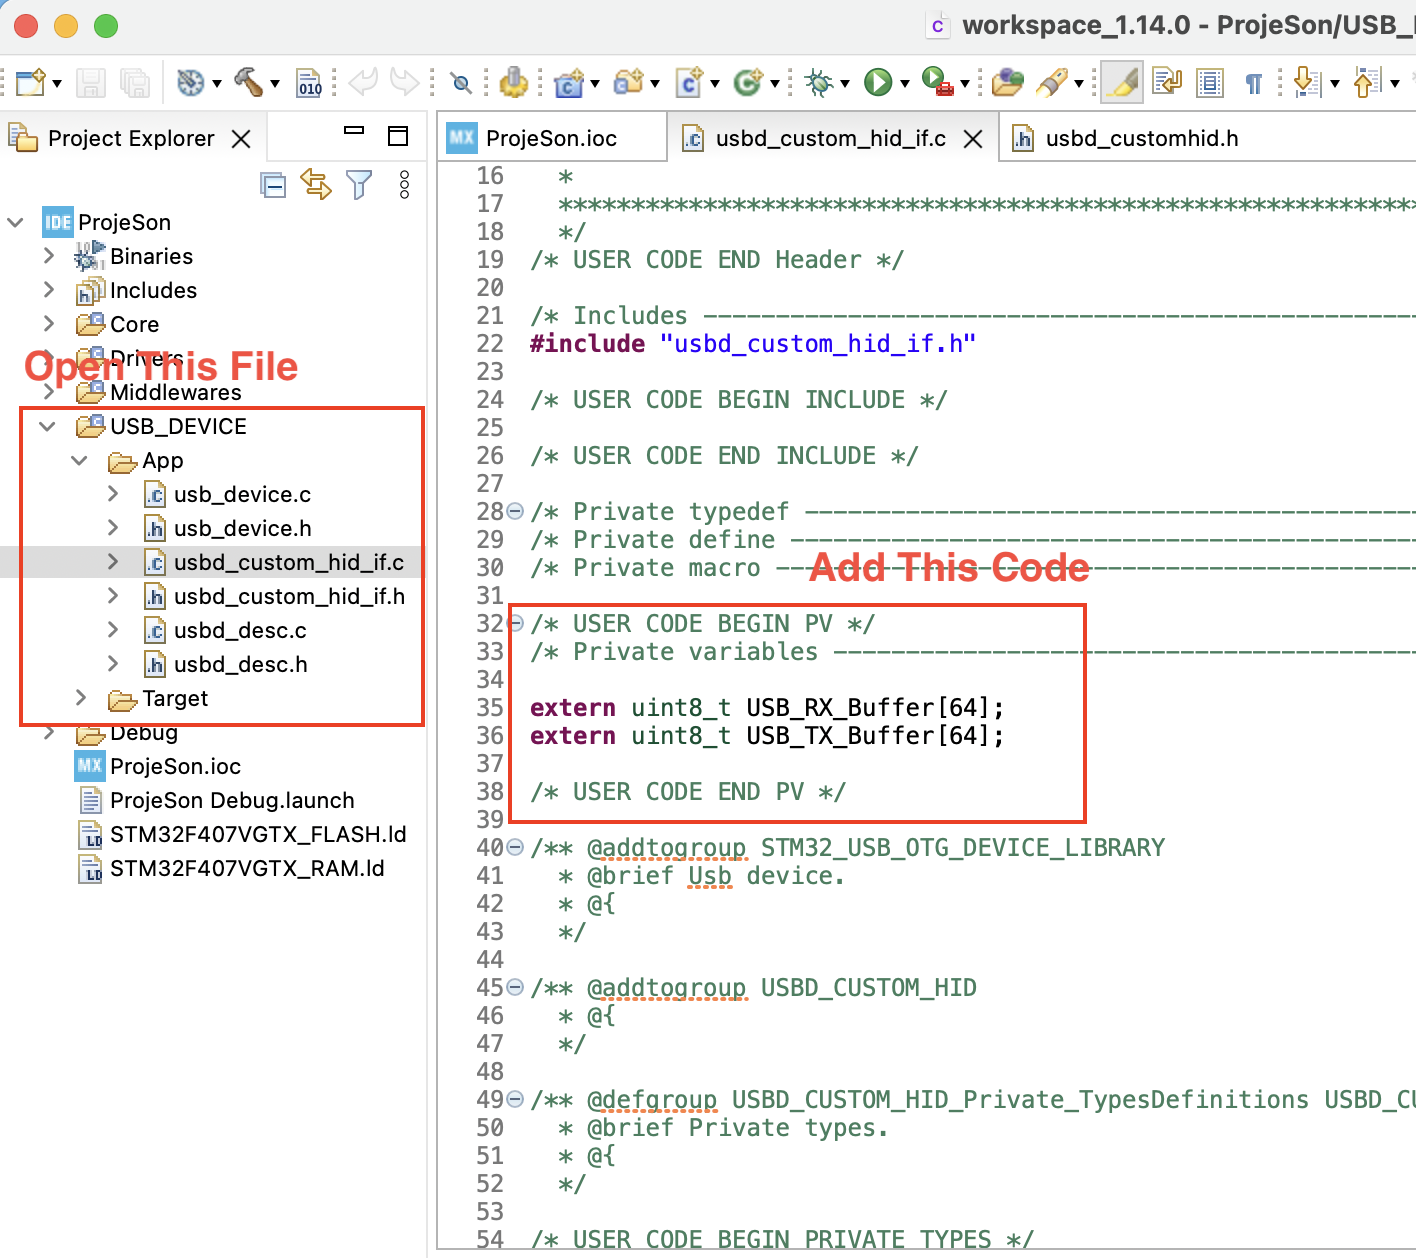 workspace_1.14.0 - ProjeSon/USB_
Project Explorer
ProjeSon.ioc
usbd_custom_hid_if.c
usbd_customhid.h
IDE ProjeSon
Binaries
Includes
Core
Drivers
Open This File
Middlewares
USB_DEVICE
App
usb_device.c
usb_device.h
usbd_custom_hid_if.c
usbd_custom_hid_if.h
usbd_desc.c
usbd_desc.h
Target
Debug
MX ProjeSon.ioc
ProjeSon Debug.launch
STM32F407VGTX_FLASH.ld
STM32F407VGTX_RAM.ld
16 *
17 ************************************************************
18 */
19 /* USER CODE END Header */
20
21 /* Includes --------------------------------------------------
22 #include "usbd_custom_hid_if.h"
23
24 /* USER CODE BEGIN INCLUDE */
25
26 /* USER CODE END INCLUDE */
27
28 /* Private typedef -------------------------------------------
29 /* Private define --------------------------------------------
Add This Code
30 /* Private macro ---------------------------------------------
31
32 /* USER CODE BEGIN PV */
33 /* Private variables -----------------------------------------
34
35 extern uint8_t USB_RX_Buffer[64];
36 extern uint8_t USB_TX_Buffer[64];
37
38 /* USER CODE END PV */
39
40 /** @addtogroup STM32_USB_OTG_DEVICE_LIBRARY
41 * @brief Usb device.
42 * @{
43 */
44
45 /** @addtogroup USBD_CUSTOM_HID
46 * @{
47 */
48
49 /** @defgroup USBD_CUSTOM_HID_Private_TypesDefinitions USBD_CU
50 * @brief Private types.
51 * @{
52 */
53
54 /* USER CODE BEGIN PRIVATE_TYPES */